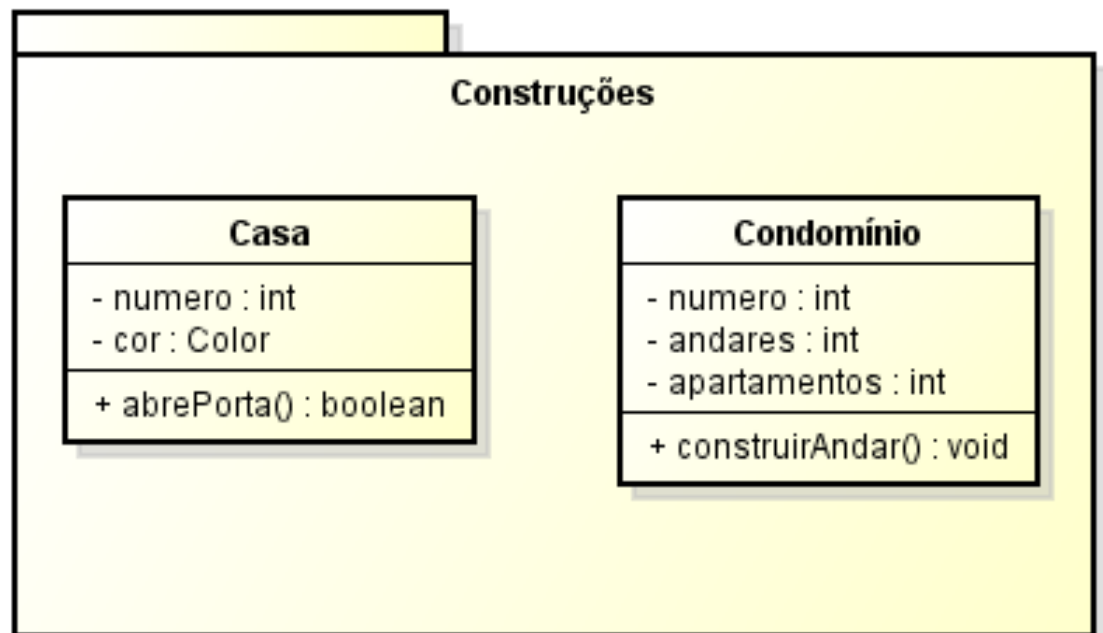 Construções
Casa
- numero : int
- cor : Color
+ abrePorta() : boolean
Condomínio
- numero : int
- andares : int
- apartamentos : int
+ construirAndar() : void